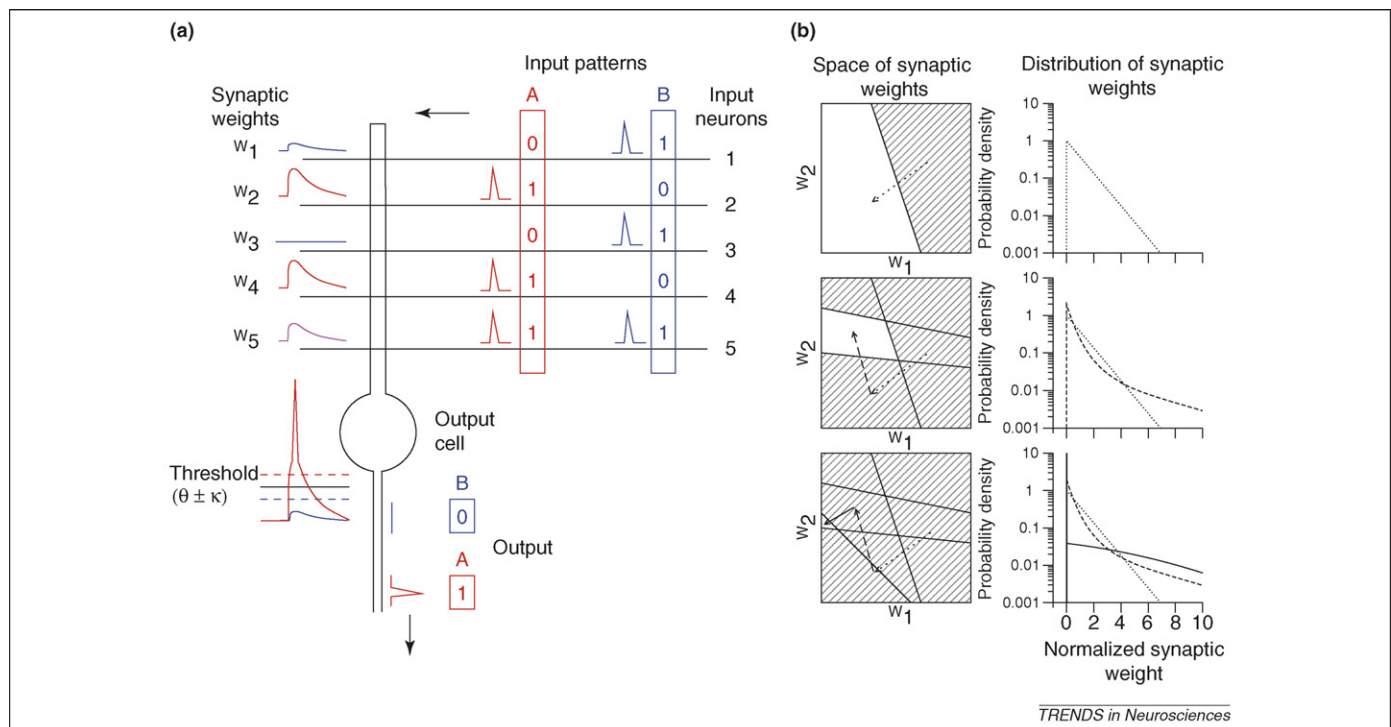 (a)
Input patterns
Synaptic weights
A
B
Input neurons
w1
0
1
1
w2
1
0
2
w3
0
1
3
w4
1
0
4
w5
1
1
5
Output cell
Threshold
(θ ± κ)
B
0
Output
A
1
(b)
Space of synaptic weights
Distribution of synaptic weights
w2
w1
Probability density
10
1
0.1
0.01
0.001
w2
w1
Probability density
10
1
0.1
0.01
0.001
w2
w1
Probability density
10
1
0.1
0.01
0.001
0 2 4 6 8 10
Normalized synaptic weight
TRENDS in Neurosciences